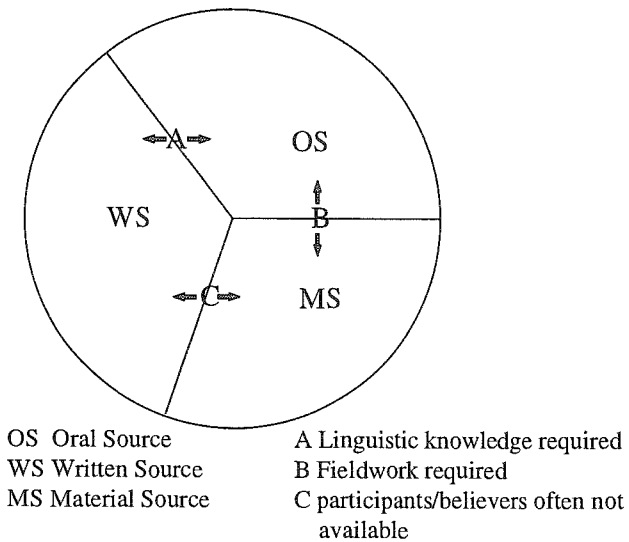 A
OS
WS
B
C
MS
OS Oral Source
WS Written Source
MS Material Source
A Linguistic knowledge required
B Fieldwork required
C participants/believers often not
available